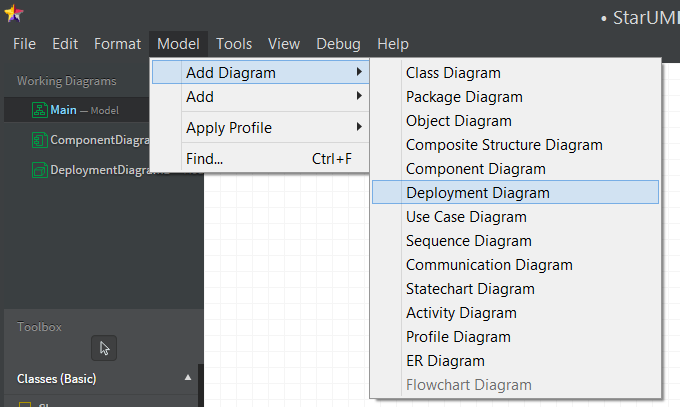 • StarUML
File Edit Format Model Tools View Debug Help
Working Diagrams
Main — Model
ComponentDiagra
DeploymentDiagram1
Add Diagram
Add
Apply Profile
Find... Ctrl+F
Class Diagram
Package Diagram
Object Diagram
Composite Structure Diagram
Component Diagram
Deployment Diagram
Use Case Diagram
Sequence Diagram
Communication Diagram
Statechart Diagram
Activity Diagram
Profile Diagram
ER Diagram
Flowchart Diagram
Toolbox
Classes (Basic)